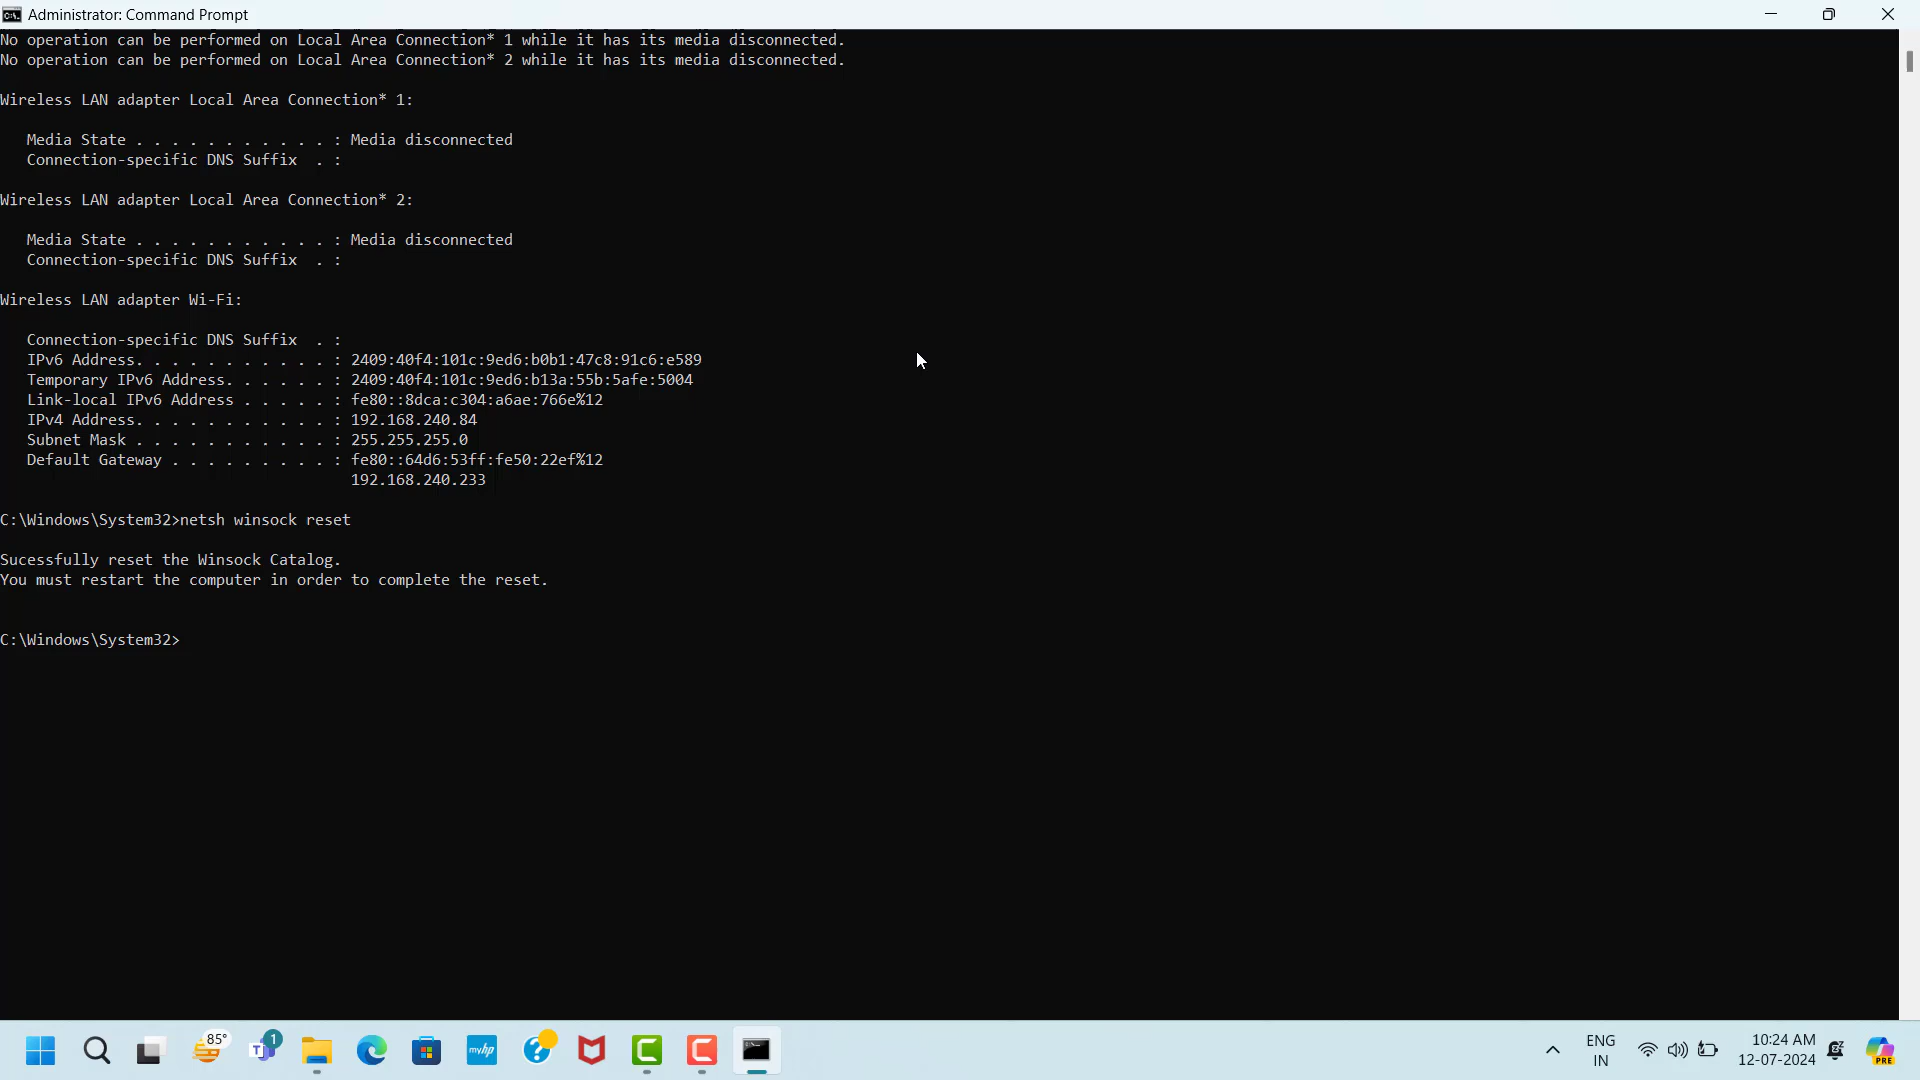 Administrator: Command Prompt
No operation can be performed on Local Area Connection* 1 while it has its media disconnected.
No operation can be performed on Local Area Connection* 2 while it has its media disconnected.
Wireless LAN adapter Local Area Connection* 1:
Media State . . . . . . . . . . . : Media disconnected
Connection-specific DNS Suffix  . :
Wireless LAN adapter Local Area Connection* 2:
Media State . . . . . . . . . . . : Media disconnected
Connection-specific DNS Suffix  . :
Wireless LAN adapter Wi-Fi:
Connection-specific DNS Suffix  . :
IPv6 Address. . . . . . . . . . . : 2409:40f4:101c:9ed6:b0b1:47c8:91c6:e589
Temporary IPv6 Address. . . . . . : 2409:40f4:101c:9ed6:b13a:55b:5afe:5004
Link-local IPv6 Address . . . . . : fe80::8dca:c304:a6ae:766e%12
IPv4 Address. . . . . . . . . . . : 192.168.240.84
Subnet Mask . . . . . . . . . . . : 255.255.255.0
Default Gateway . . . . . . . . . : fe80::64d6:53ff:fe50:22ef%12
192.168.240.233
C:\Windows\System32>netsh winsock reset
Sucessfully reset the Winsock Catalog.
You must restart the computer in order to complete the reset.
C:\Windows\System32>
85°
1
T
myhp
?
ENG
IN
10:24 AM
12-07-2024
PRE